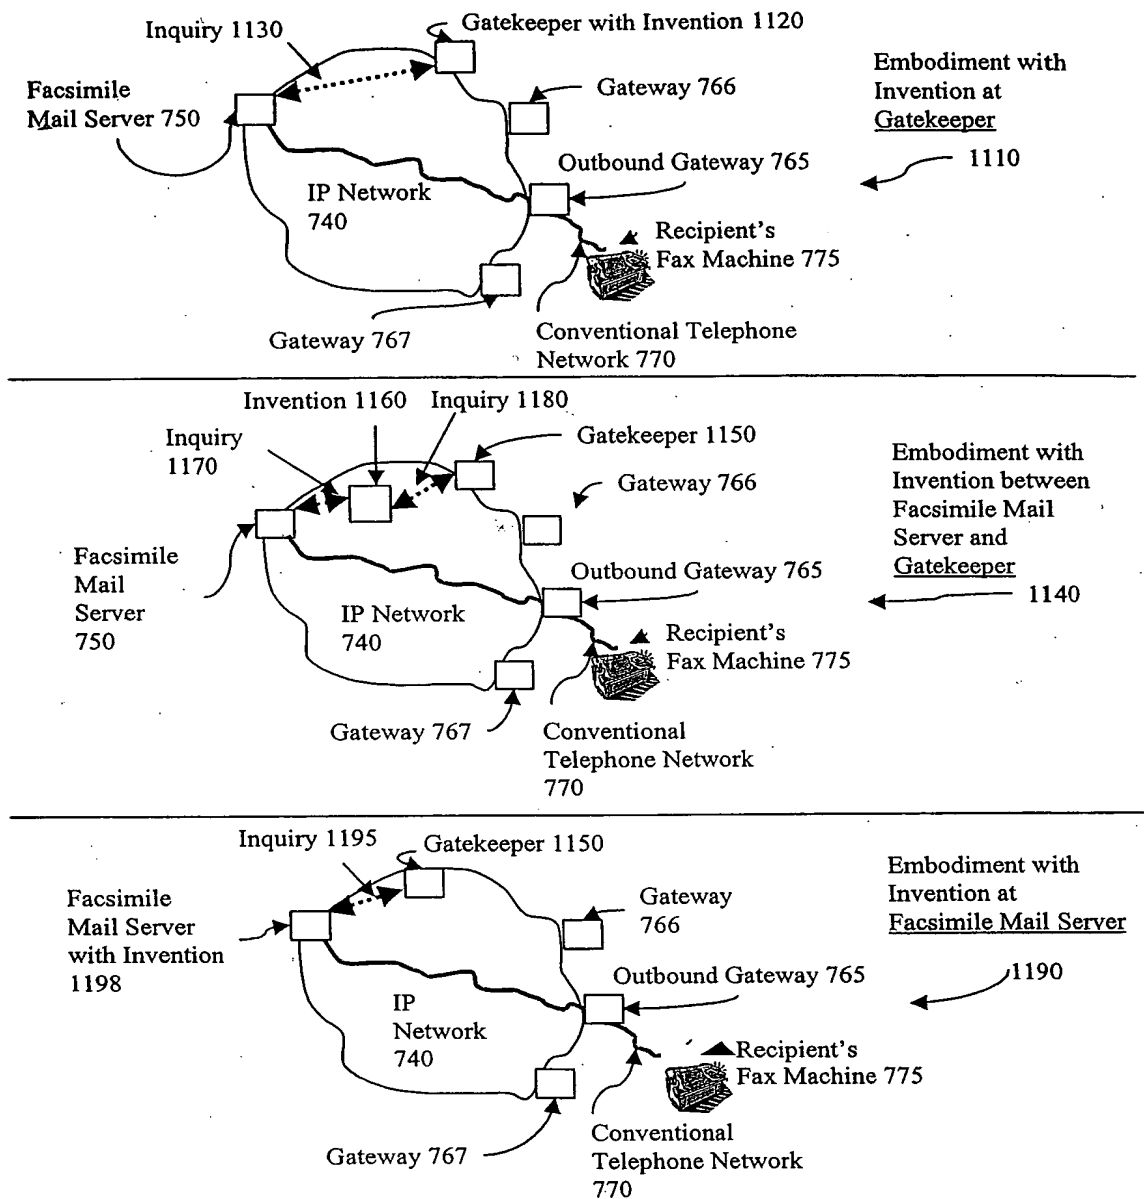 Inquiry 1130
Gatekeeper with Invention 1120
Facsimile
Mail Server 750
Gateway 766
Embodiment with
Invention at
Gatekeeper
1110
Outbound Gateway 765
IP Network
740
Recipient's
Fax Machine 775
Gateway 767
Conventional Telephone
Network 770
Invention 1160
Inquiry 1180
Inquiry
1170
Gatekeeper 1150
Gateway 766
Embodiment with
Invention between
Facsimile Mail
Server and
Gatekeeper
1140
Facsimile
Mail
Server
750
Outbound Gateway 765
IP Network
740
Recipient's
Fax Machine 775
Gateway 767
Conventional
Telephone Network
770
Inquiry 1195
Gatekeeper 1150
Facsimile
Mail Server
with Invention
1198
Gateway
766
Embodiment with
Invention at
Facsimile Mail Server
1190
Outbound Gateway 765
IP
Network
740
Recipient's
Fax Machine 775
Gateway 767
Conventional
Telephone Network
770